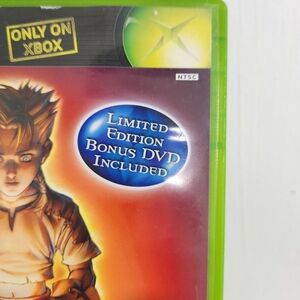 ONLY ON
XBOX
NTSC
LIMITED
EDITION
BONUS DVD
INCLUDED